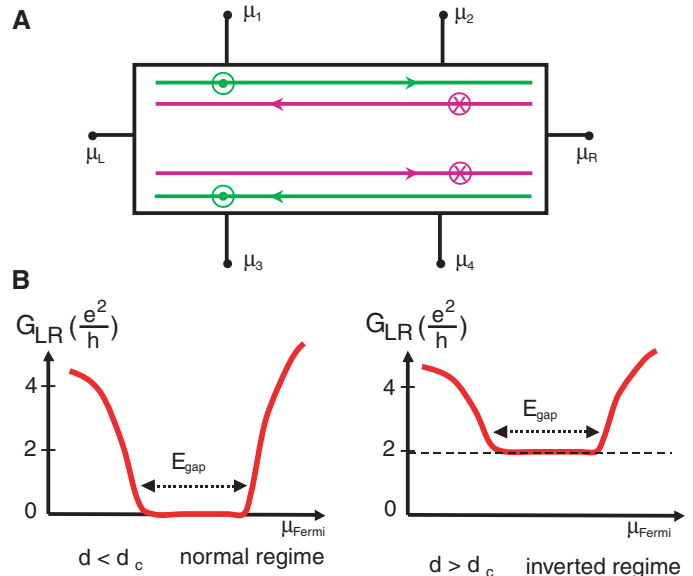 A
μ1
μ2
μL
μR
μ3
μ4
B
GLR (e²/h)
4
2
0
Egap
μFermi
d < dc normal regime
GLR (e²/h)
4
2
0
Egap
μFermi
d > dc inverted regime